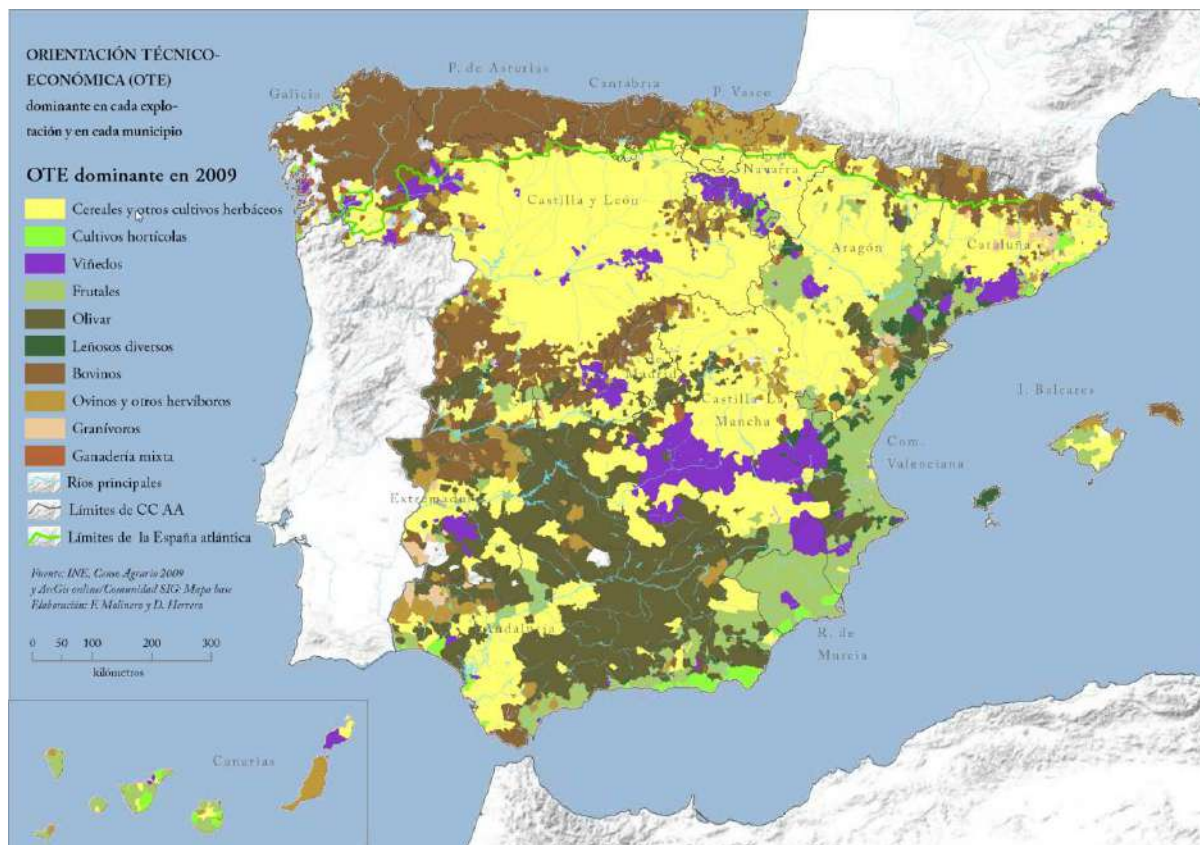 ORIENTACIÓN TÉCNICO-
ECONÓMICA (OTE)
dominante en cada explo-
tación y en cada municipio
OTE dominante en 2009
Cereales y otros cultivos herbáceos
Cultivos hortícolas
Viñedos
Frutales
Olivar
Leñosos diversos
Bovinos
Ovinos y otros hervíboros
Granívoros
Ganadería mixta
Ríos principales
Límites de CC AA
Límites de la España atlántica
Fuente: INE, Censo Agrario 2009
y ArcGis online/Comunidad SIG: Mapa base
Elaboración: F. Molinero y D. Herrero
0 50 100 200 300
kilómetros
Galicia
P. de Asturias
Cantabria
P. Vasco
Navarra
Castilla y León
Aragón
Cataluña
Madrid
Castilla-La
Mancha
Com.
Valenciana
I. Baleares
Extremadura
Andalucía
R. de
Murcia
Canarias